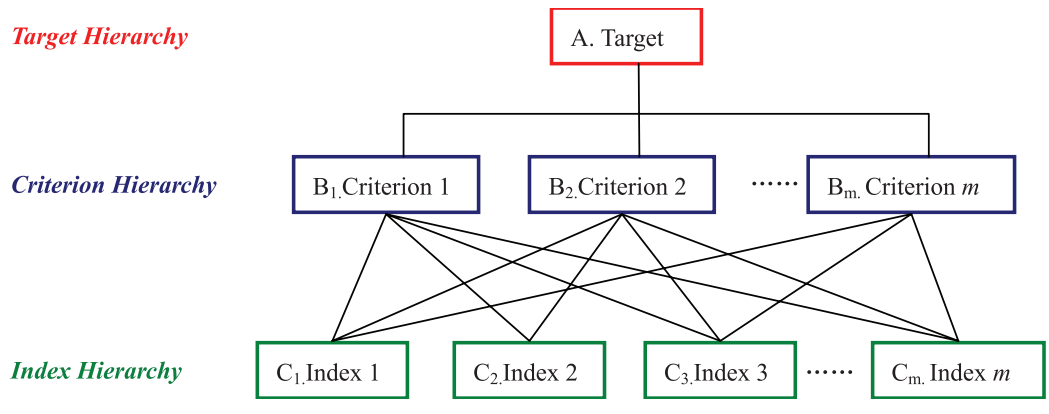 Target Hierarchy
A. Target
Criterion Hierarchy
B₁.Criterion 1
B₂.Criterion 2
……
Bₘ. Criterion m
Index Hierarchy
C₁.Index 1
C₂.Index 2
C₃.Index 3
……
Cₘ. Index m